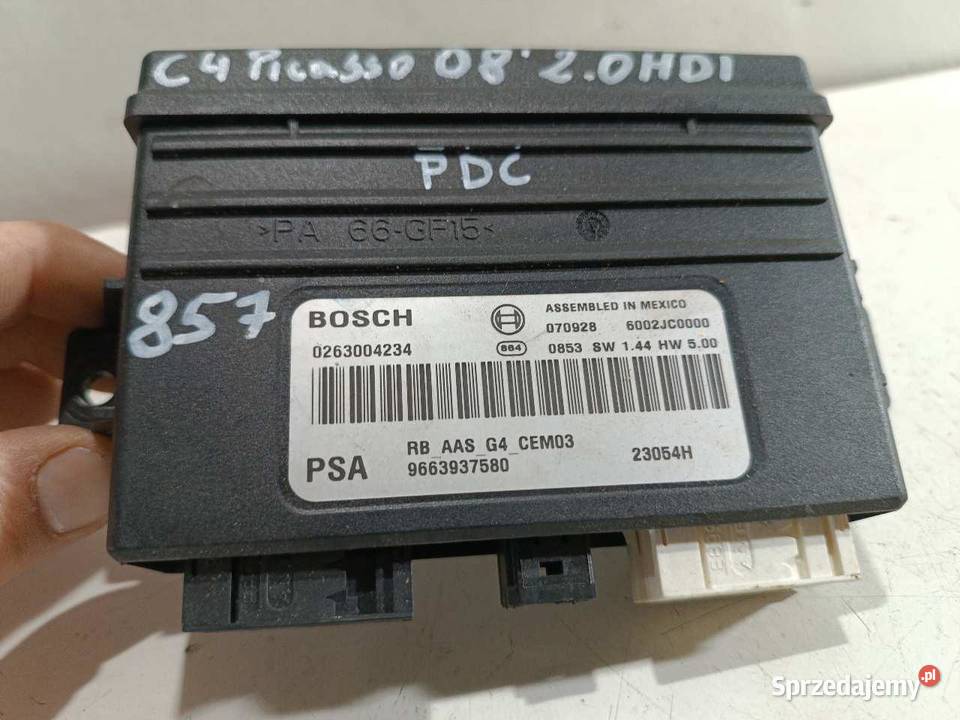 C4 Picasso 08' 2.0HDI
PDC
>PA 66-GF15<
857
BOSCH
ASSEMBLED IN MEXICO
070928 6002JC0000
0263004234
864 0853 SW 1.44 HW 5.00
RB_AAS_G4_CEM03
PSA 9663937580 23054H
Sprzedajemy.pl